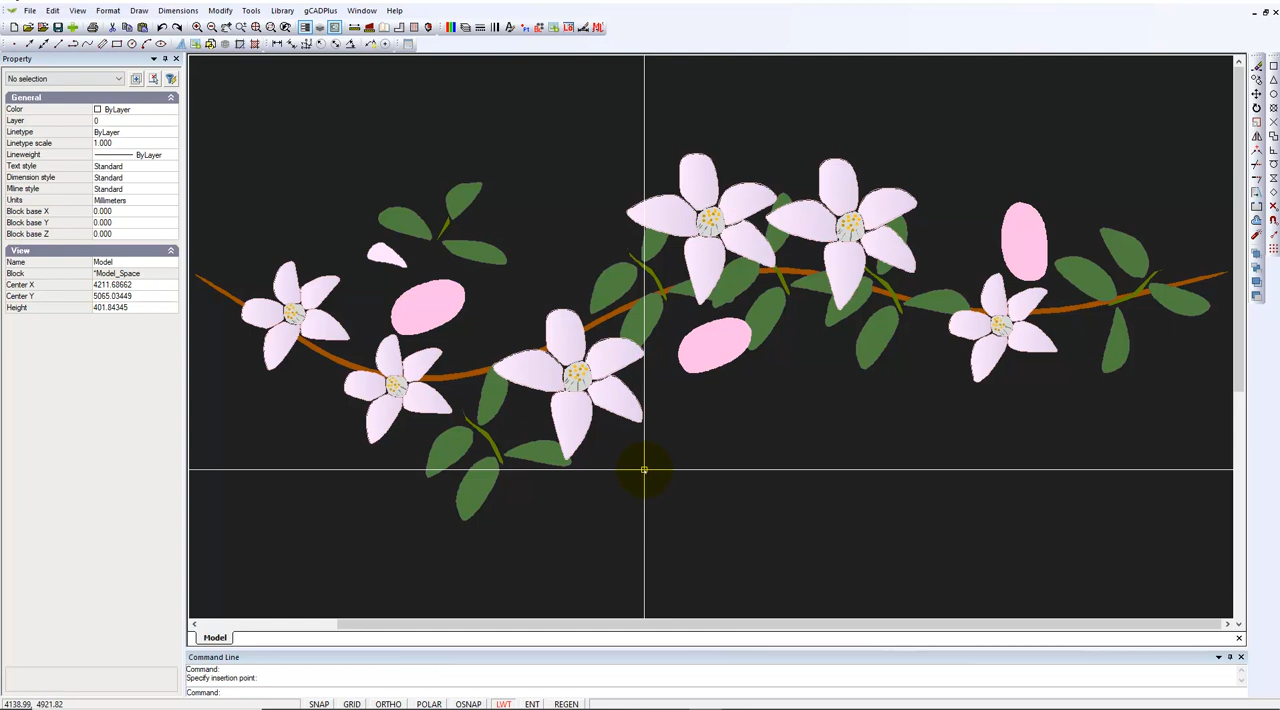 File Edit View Format Draw Dimensions Modify Tools Library gCADPlus Window Help
Property
No selection
General
Color ByLayer
Layer 0
Linetype ByLayer
Linetype scale 1.000
Lineweight ByLayer
Text style Standard
Dimension style Standard
Mline style Standard
Units Millimeters
Block base X 0.000
Block base Y 0.000
Block base Z 0.000
View
Name Model
Block *Model_Space
Center X 4211.68662
Center Y 5065.03449
Height 401.84345
Model
Command Line
Command:
Specify insertion point:
Command:
4138.99, 4921.82 SNAP GRID ORTHO POLAR OSNAP LWT ENT REGEN